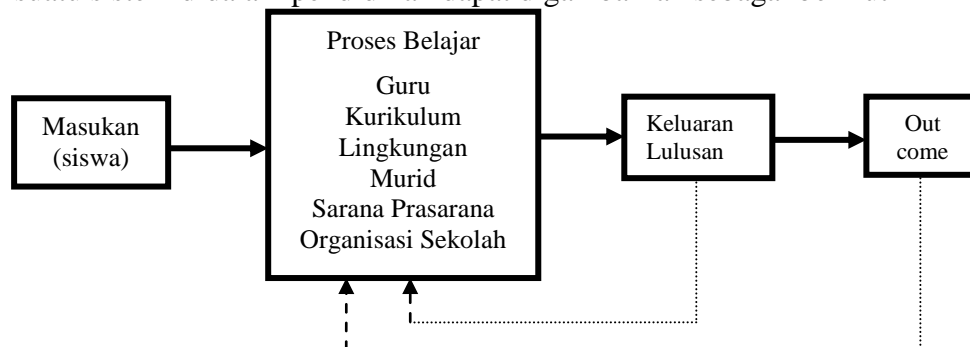 Masukan
(siswa)
Proses Belajar
Guru
Kurikulum
Lingkungan
Murid
Sarana Prasarana
Organisasi Sekolah
Keluaran
Lulusan
Out
come